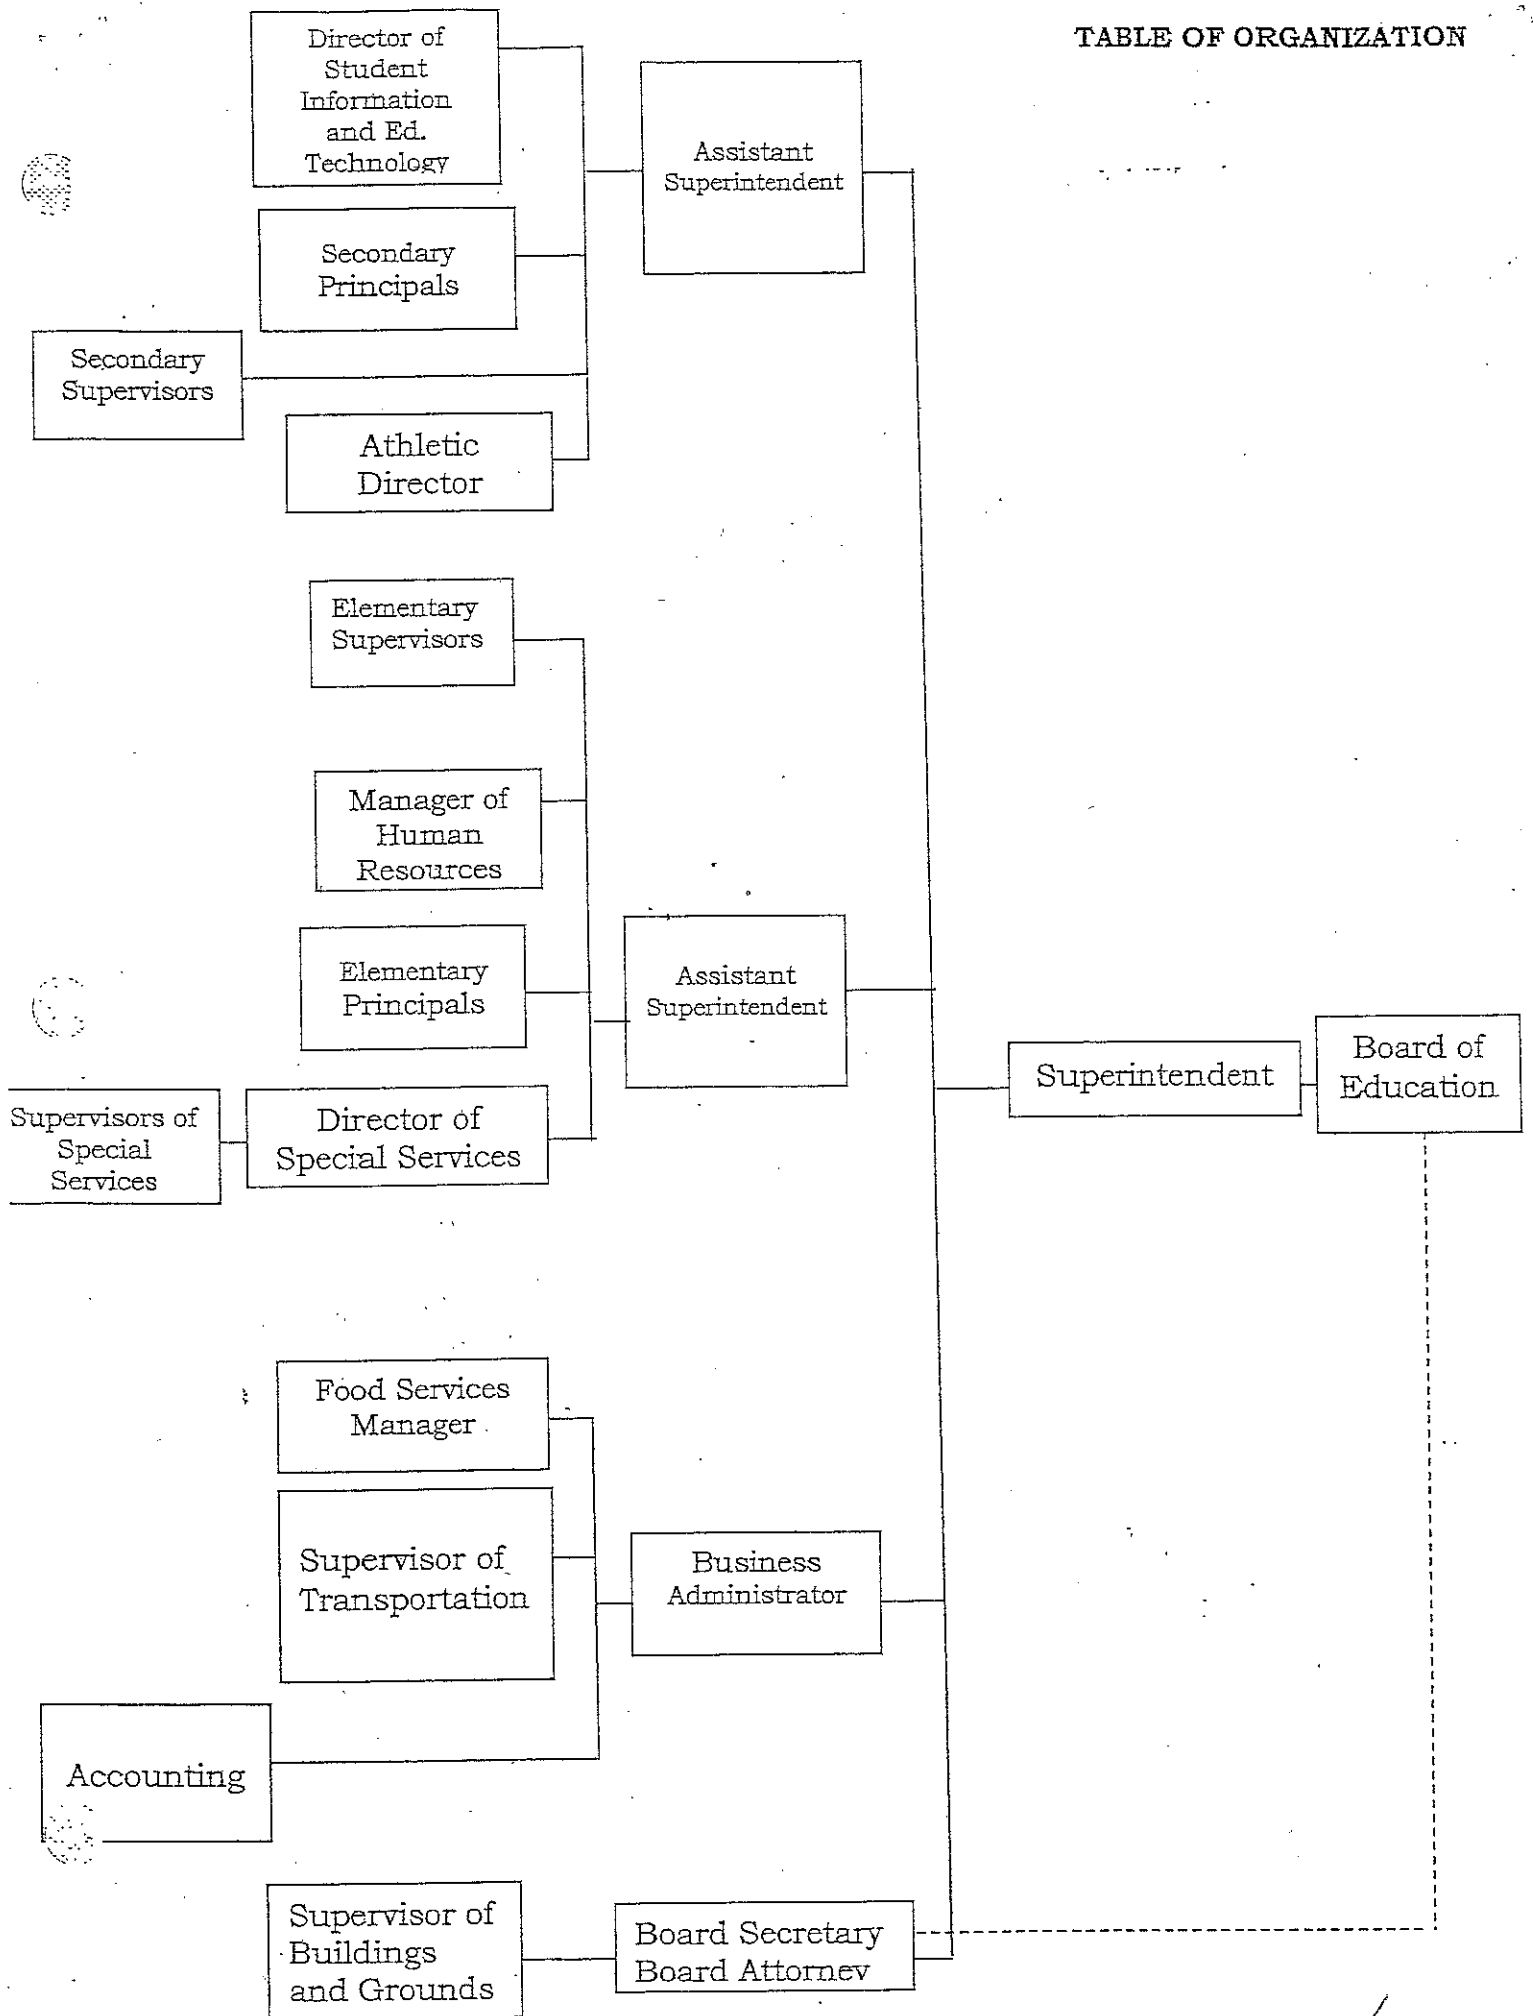 TABLE OF ORGANIZATION
Director of
Student
Information
and Ed.
Technology
Assistant
Superintendent
Secondary
Principals
Secondary
Supervisors
Athletic
Director
Elementary
Supervisors
Manager of
Human
Resources
Elementary
Principals
Assistant
Superintendent
Superintendent
Board of
Education
Supervisors of
Special
Services
Director of
Special Services
Food Services
Manager
Supervisor of
Transportation
Business
Administrator
Accounting
Supervisor of
Buildings
and Grounds
Board Secretary
Board Attorney